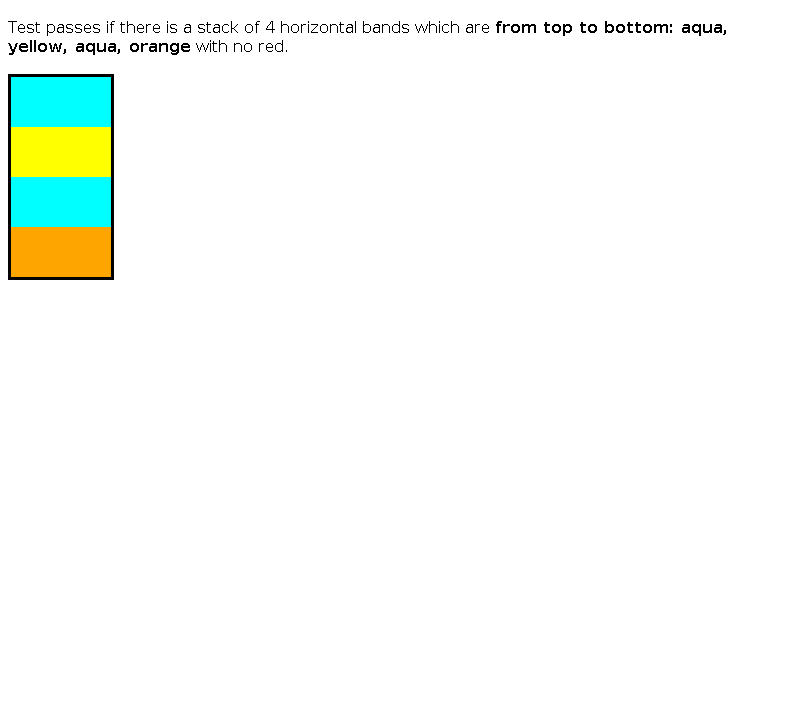 Test passes if there is a stack of 4 horizontal bands which are from top to bottom: aqua,
yellow, aqua, orange with no red.